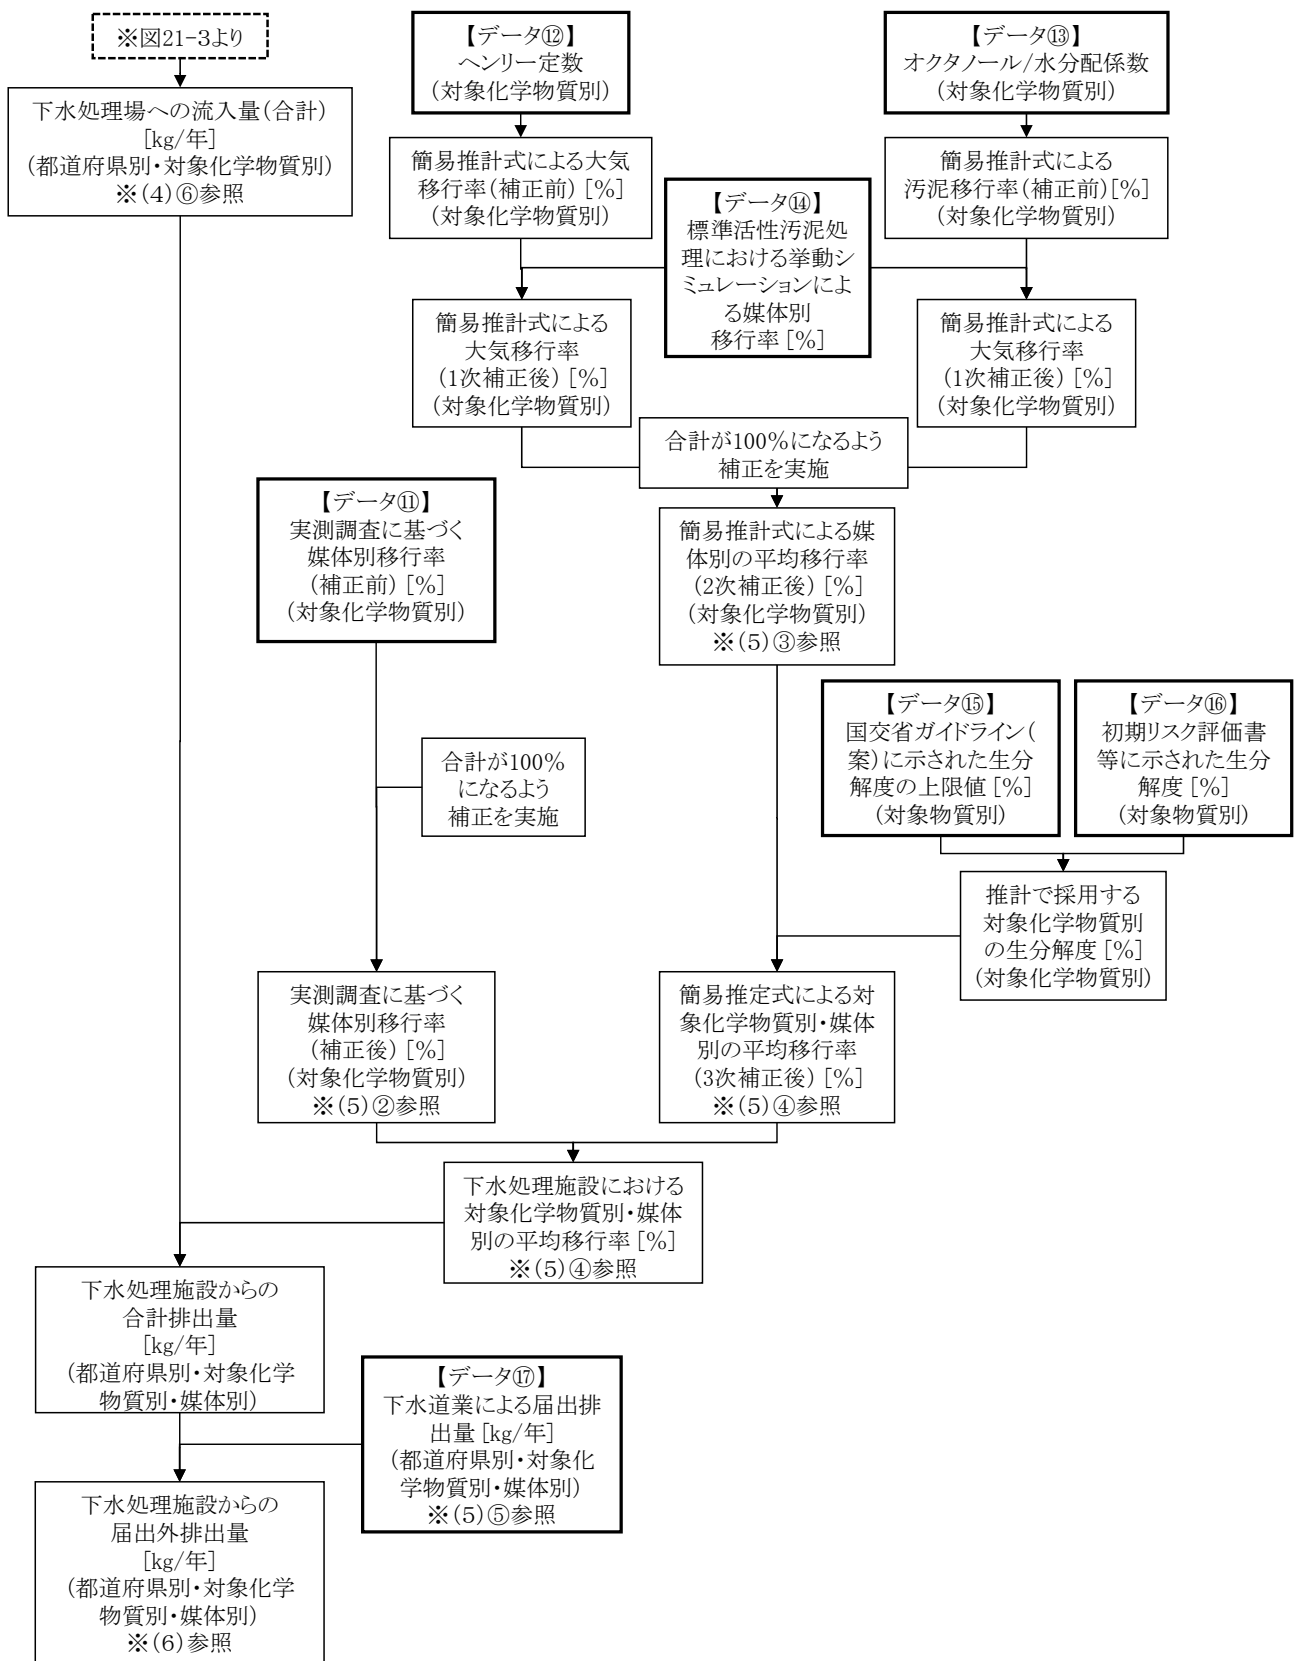 ※図21-3より
下水処理場への流入量(合計)
[kg/年]
(都道府県別・対象化学物質別)
※(4)⑥参照
【データ⑫】
ヘンリー定数
(対象化学物質別)
【データ⑬】
オクタノール/水分配係数
(対象化学物質別)
簡易推計式による大気
移行率(補正前)[%]
(対象化学物質別)
【データ⑭】
標準活性汚泥処
理における挙動シ
ミュレーションによ
る媒体別
移行率[%]
簡易推計式による
汚泥移行率(補正前)[%]
(対象化学物質別)
簡易推計式による
大気移行率
(1次補正後)[%]
(対象化学物質別)
簡易推計式による
大気移行率
(1次補正後)[%]
(対象化学物質別)
合計が100%になるよう
補正を実施
【データ⑪】
実測調査に基づく
媒体別移行率
(補正前)[%]
(対象化学物質別)
簡易推計式による媒
体別の平均移行率
(2次補正後)[%]
(対象化学物質別)
※(5)③参照
【データ⑮】
国交省ガイドライン(
案)に示された生分
解度の上限値[%]
(対象物質別)
【データ⑯】
初期リスク評価書
等に示された生分
解度[%]
(対象物質別)
合計が100%
になるよう
補正を実施
推計で採用する
対象化学物質別
の生分解度[%]
(対象化学物質別)
実測調査に基づく
媒体別移行率
(補正後)[%]
(対象化学物質別)
※(5)②参照
簡易推定式による対
象化学物質別・媒体
別の平均移行率
(3次補正後)[%]
※(5)④参照
下水処理施設における
対象化学物質別・媒体
別の平均移行率[%]
※(5)④参照
下水処理施設からの
合計排出量
[kg/年]
(都道府県別・対象化学
物質別・媒体別)
【データ⑰】
下水道業による届出排
出量[kg/年]
(都道府県別・対象化
学物質別・媒体別)
※(5)⑤参照
下水処理施設からの
届出外排出量
[kg/年]
(都道府県別・対象化学
物質別・媒体別)
※(6)参照